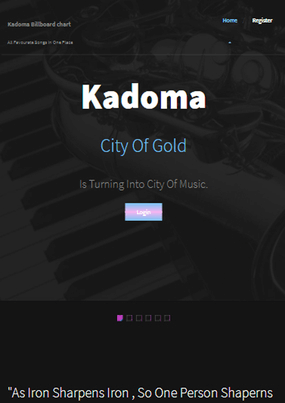 Kadoma Billboard chart
Home Register
All Favourate Songs In One Place
Kadoma
City Of Gold
Is Turning Into City Of Music.
Login
"As Iron Sharpens Iron , So One Person Shaperns